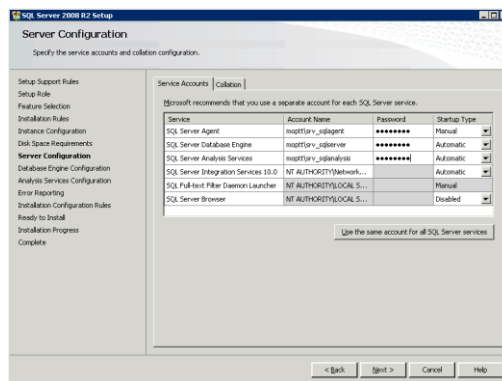 SQL Server 2008 R2 Setup
Server Configuration
Specify the service accounts and collation configuration.
Setup Support Rules
Setup Role
Feature Selection
Installation Rules
Instance Configuration
Disk Space Requirements
Server Configuration
Database Engine Configuration
Analysis Services Configuration
Error Reporting
Installation Configuration Rules
Ready to Install
Installation Progress
Complete
Service Accounts Collation
Microsoft recommends that you use a separate account for each SQL Server service.
Service Account Name Password Startup Type
SQL Server Agent moptt\srv_sqlagent ●●●●●●●● Manual
SQL Server Database Engine moptt\srv_sqlserver ●●●●●●●● Automatic
SQL Server Analysis Services moptt\srv_sqlanalysis ●●●●●●●● Automatic
SQL Server Integration Services 10.0 NT AUTHORITY\Network... Automatic
SQL Full-text Filter Daemon Launcher NT AUTHORITY\LOCAL S... Manual
SQL Server Browser NT AUTHORITY\LOCAL S... Disabled
Use the same account for all SQL Server services
< Back Next > Cancel Help